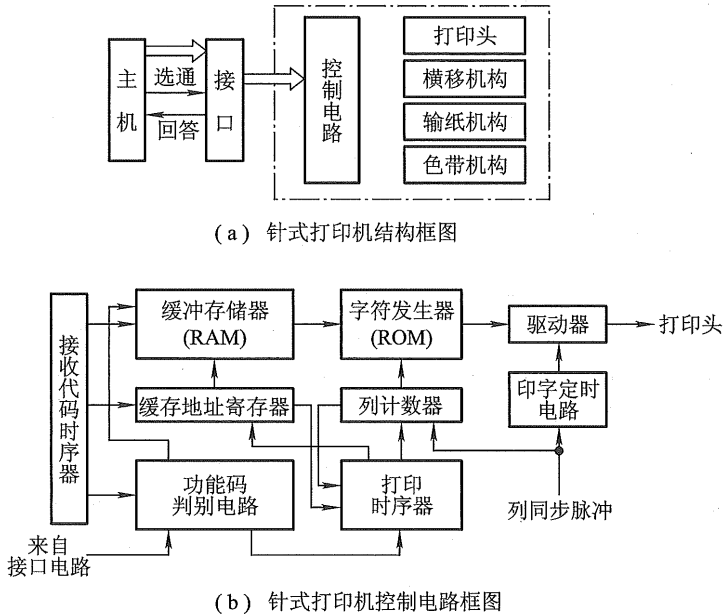 主机
选通
回答
接口
控制电路
打印头
横移机构
输纸机构
色带机构
(a) 针式打印机结构框图
接收代码时序器
缓冲存储器
(RAM)
字符发生器
(ROM)
驱动器
打印头
缓存地址寄存器
列计数器
印字定时
电路
功能码
判别电路
打印
时序器
列同步脉冲
来自
接口电路
(b) 针式打印机控制电路框图